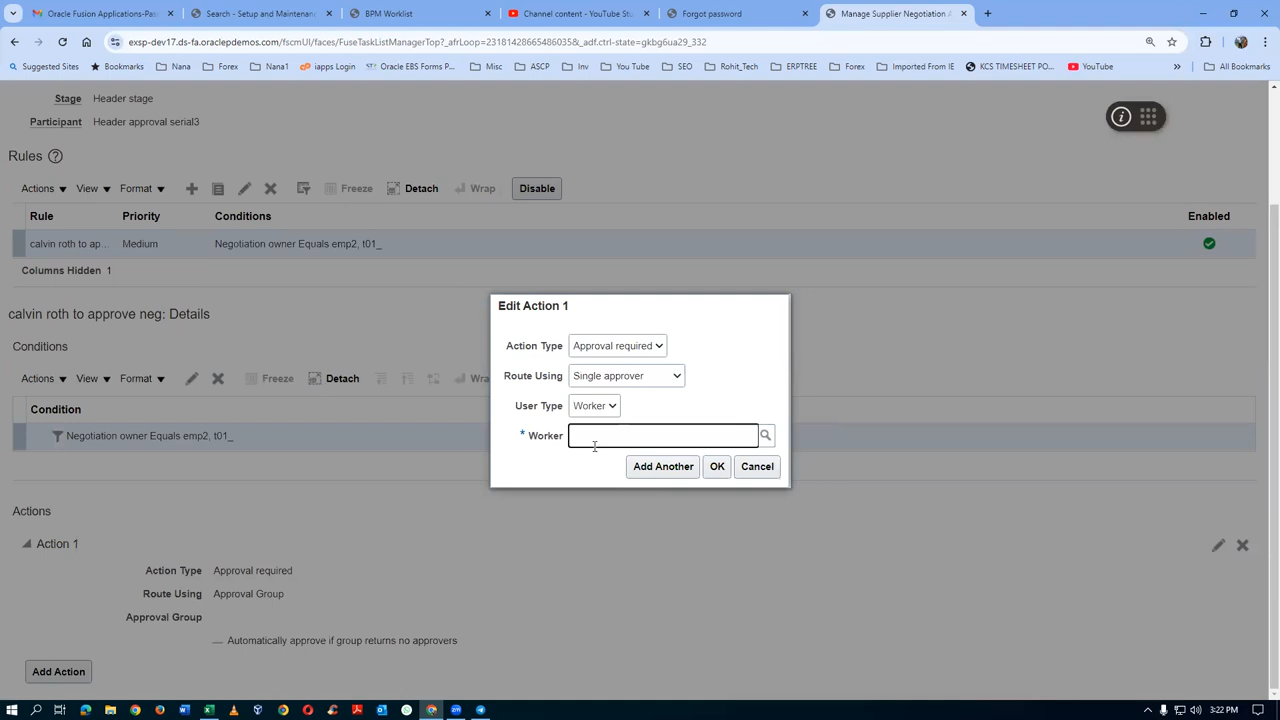 Oracle Fusion Applications-Pas
Search - Setup and Maintenanc
BPM Worklist
Channel content - YouTube Stu
Forgot password
Manage Supplier Negotiation A
exsp-dev17.ds-fa.oraclepdemos.com/fscmUI/faces/FuseTaskListManagerTop?_afrLoop=23181428665486035&_adf.ctrl-state=gkbg6ua29_332
Suggested Sites
Bookmarks
Nana
Forex
Nana1
iapps Login
Oracle EBS Forms P...
Misc
ASCP
Inv
You Tube
SEO
Rohit_Tech
ERPTREE
Forex
Imported From IE
KCS TIMESHEET PO...
YouTube
All Bookmarks
Stage Header stage
Participant Header approval serial3
Rules
Actions View Format Freeze Detach Wrap Disable
Rule Priority Conditions Enabled
calvin roth to ap... Medium Negotiation owner Equals emp2, t01_
Columns Hidden 1
calvin roth to approve neg: Details
Conditions
Actions View Format Freeze Detach Wra
Condition
Negotiation owner Equals emp2, t01_
Edit Action 1
Action Type Approval required
Route Using Single approver
User Type Worker
* Worker
Add Another OK Cancel
Actions
Action 1
Action Type Approval required
Route Using Approval Group
Approval Group
Automatically approve if group returns no approvers
Add Action
3:22 PM